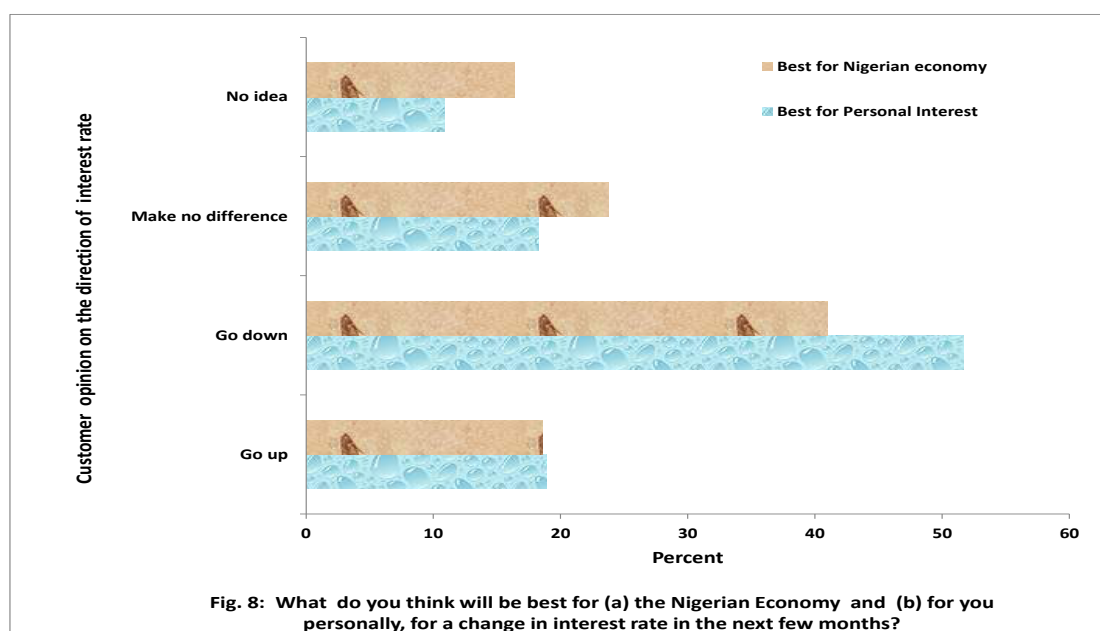 Customer opinion on the direction of interest rate
Best for Nigerian economy
Best for Personal Interest
No idea
Make no difference
Go down
Go up
0 10 20 30 40 50 60
Percent
Fig. 8: What do you think will be best for (a) the Nigerian Economy and (b) for you
personally, for a change in interest rate in the next few months?